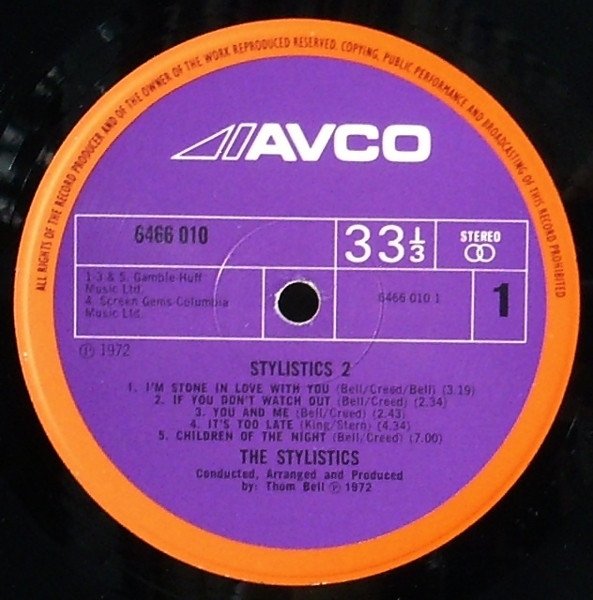 ALL RIGHTS OF THE RECORD PRODUCER AND OF THE OWNER OF THE WORK REPRODUCED RESERVED. COPYING, PUBLIC PERFORMANCE AND BROADCASTING OF THIS RECORD PROHIBITED
AVCO
6466 010
33 1/3
STEREO
1-3 & 5. Gamble-Huff
Music Ltd.
4. Screen Gems-Columbia
Music Ltd.
6466 010 1
1
℗ 1972
STYLISTICS 2
1. I'M STONE IN LOVE WITH YOU (Bell/Creed/Bell) (3.19)
2. IF YOU DON'T WATCH OUT (Bell/Creed) (2.34)
3. YOU AND ME (Bell/Creed) (2.43)
4. IT'S TOO LATE (King/Stern) (4.34)
5. CHILDREN OF THE NIGHT (Bell/Creed) (7.00)
THE STYLISTICS
Conducted, Arranged and Produced
by: Thom Bell ℗ 1972